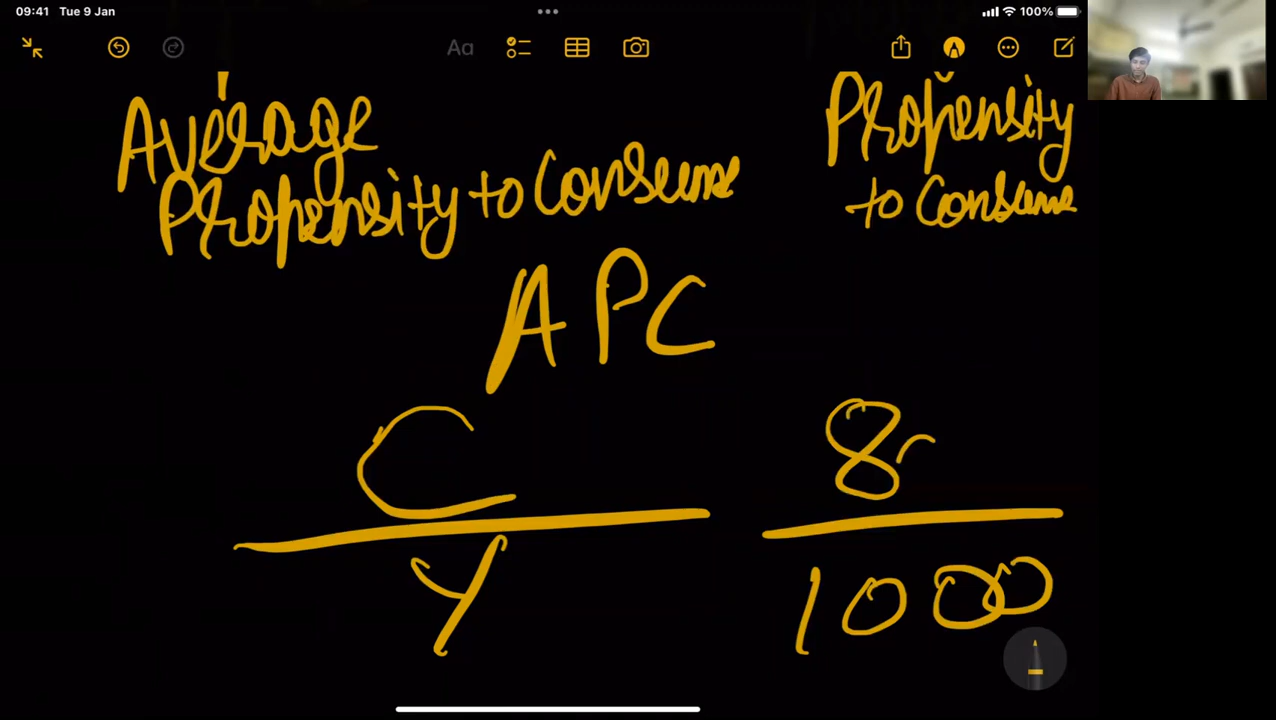 09:41 Tue 9 Jan
100%
Aa
Average
Propensity to Consume
Propensity
to Consume
APC
C
Y
8
1000